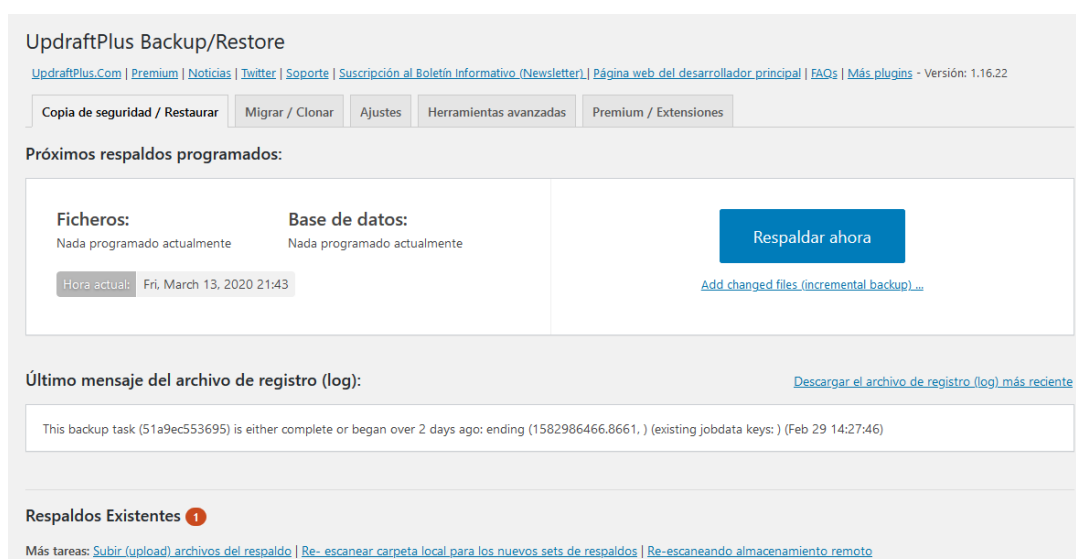 UpdraftPlus Backup/Restore
UpdraftPlus.Com | Premium | Noticias | Twitter | Soporte | Suscripción al Boletín Informativo (Newsletter) | Página web del desarrollador principal | FAQs | Más plugins - Versión: 1.16.22
Copia de seguridad / Restaurar Migrar / Clonar Ajustes Herramientas avanzadas Premium / Extensiones
Próximos respaldos programados:
Ficheros: Base de datos:
Nada programado actualmente Nada programado actualmente
Respaldar ahora
Hora actual: Fri, March 13, 2020 21:43
Add changed files (incremental backup) ...
Último mensaje del archivo de registro (log):
Descargar el archivo de registro (log) más reciente
This backup task (51a9ec553695) is either complete or began over 2 days ago: ending (1582986466.8661, ) (existing jobdata keys: ) (Feb 29 14:27:46)
Respaldos Existentes 1
Más tareas: Subir (upload) archivos del respaldo | Re- escanear carpeta local para los nuevos sets de respaldos | Re-escaneando almacenamiento remoto